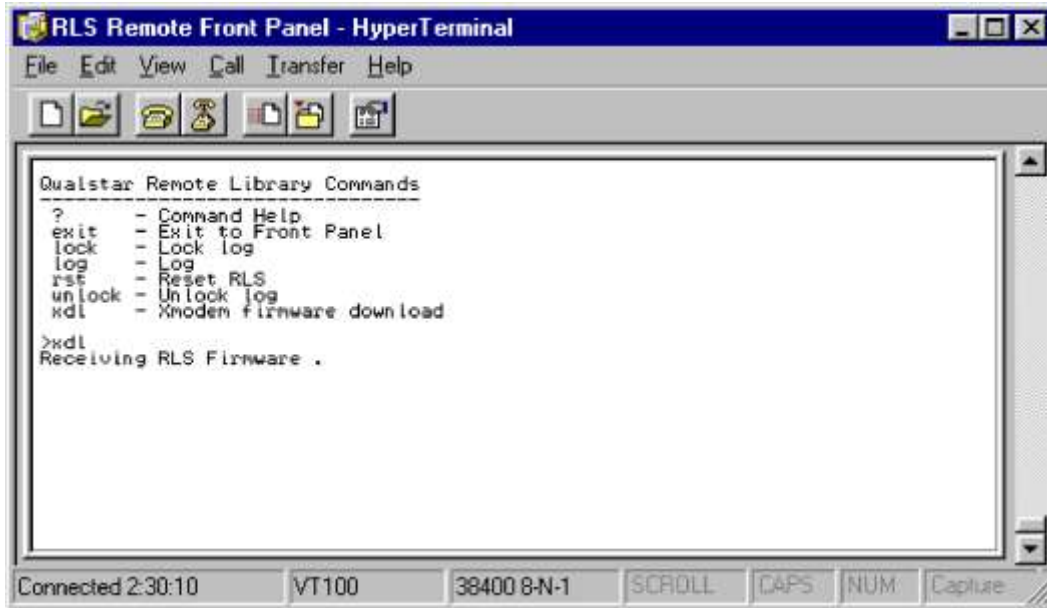 RLS Remote Front Panel - HyperTerminal
File Edit View Call Transfer Help
Qualstar Remote Library Commands
--------------------------------
? - Command Help
exit - Exit to Front Panel
lock - Lock log
log - Log
rst - Reset RLS
unlock - Unlock log
xdl - Xmodem firmware download
>xdl
Receiving RLS Firmware .
Connected 2:30:10 VT100 38400 8-N-1 SCROLL CAPS NUM Capture